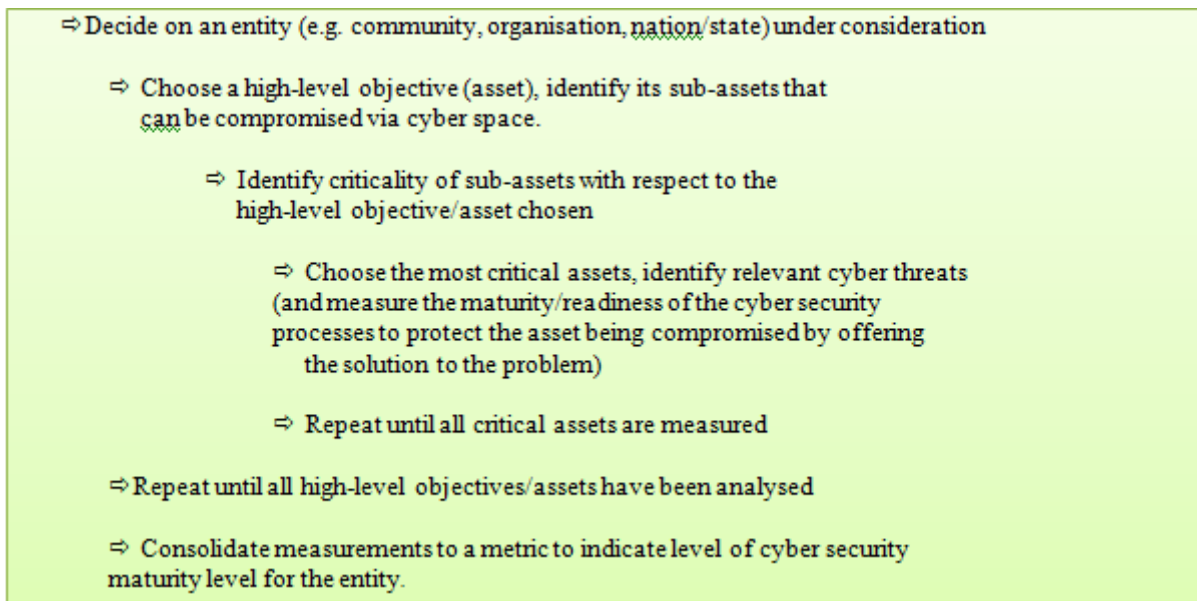 ⇨Decide on an entity (e.g. community, organisation, nation/state) under consideration
⇨ Choose a high-level objective (asset), identify its sub-assets that
can be compromised via cyber space.
⇨ Identify criticality of sub-assets with respect to the
high-level objective/asset chosen
⇨ Choose the most critical assets, identify relevant cyber threats
(and measure the maturity/readiness of the cyber security
processes to protect the asset being compromised by offering
the solution to the problem)
⇨ Repeat until all critical assets are measured
⇨Repeat until all high-level objectives/assets have been analysed
⇨ Consolidate measurements to a metric to indicate level of cyber security
maturity level for the entity.